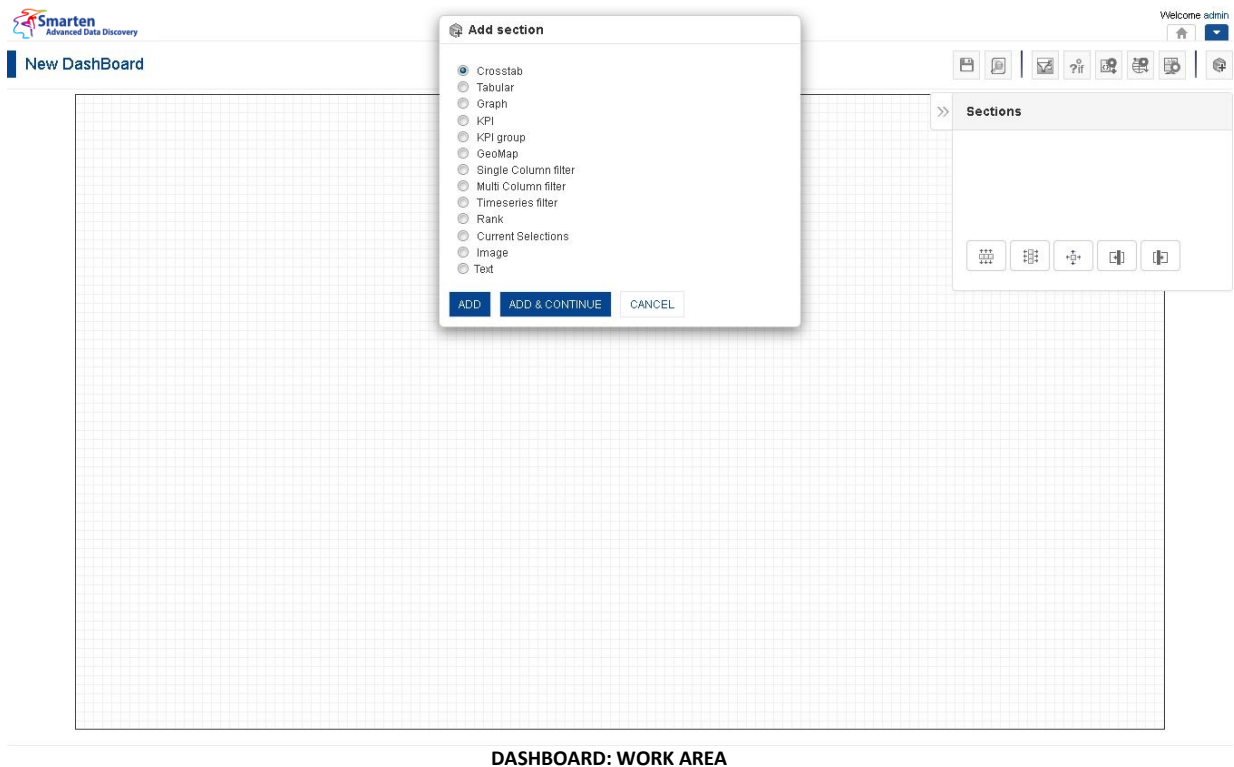 Smarten
Advanced Data Discovery
Welcome admin
New DashBoard
?if
Add section
Crosstab
Tabular
Graph
KPI
KPI group
GeoMap
Single Column filter
Multi Column filter
Timeseries filter
Rank
Current Selections
Image
Text
ADD
ADD & CONTINUE
CANCEL
Sections
DASHBOARD: WORK AREA